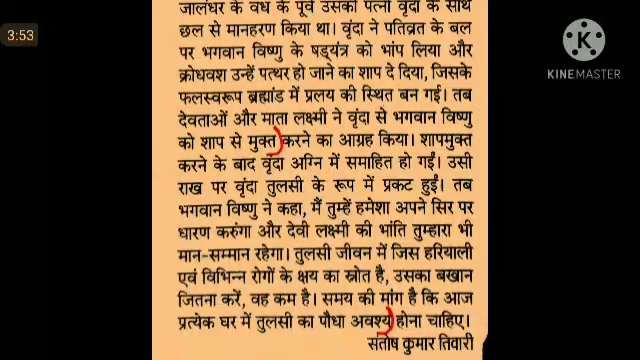 जालंधर के वध के पूर्व उसकी पत्नी वृंदा के साथ
छल से मानहरण किया था। वृंदा ने पतिव्रत के बल
पर भगवान विष्णु के षड्यंत्र को भांप लिया और
क्रोधवश उन्हें पत्थर हो जाने का शाप दे दिया, जिसके
फलस्वरूप ब्रह्मांड में प्रलय की स्थित बन गई। तब
देवताओं और माता लक्ष्मी ने वृंदा से भगवान विष्णु
को शाप से मुक्त करने का आग्रह किया। शापमुक्त
करने के बाद वृंदा अग्नि में समाहित हो गईं। उसी
राख पर वृंदा तुलसी के रूप में प्रकट हुईं। तब
भगवान विष्णु ने कहा, मैं तुम्हें हमेशा अपने सिर पर
धारण करुंगा और देवी लक्ष्मी की भांति तुम्हारा भी
मान-सम्मान रहेगा। तुलसी जीवन में जिस हरियाली
एवं विभिन्न रोगों के क्षय का स्रोत है, उसका बखान
जितना करें, वह कम है। समय की मांग है कि आज
प्रत्येक घर में तुलसी का पौधा अवश्य होना चाहिए।
संतोष कुमार तिवारी
3:53
KINEMASTER